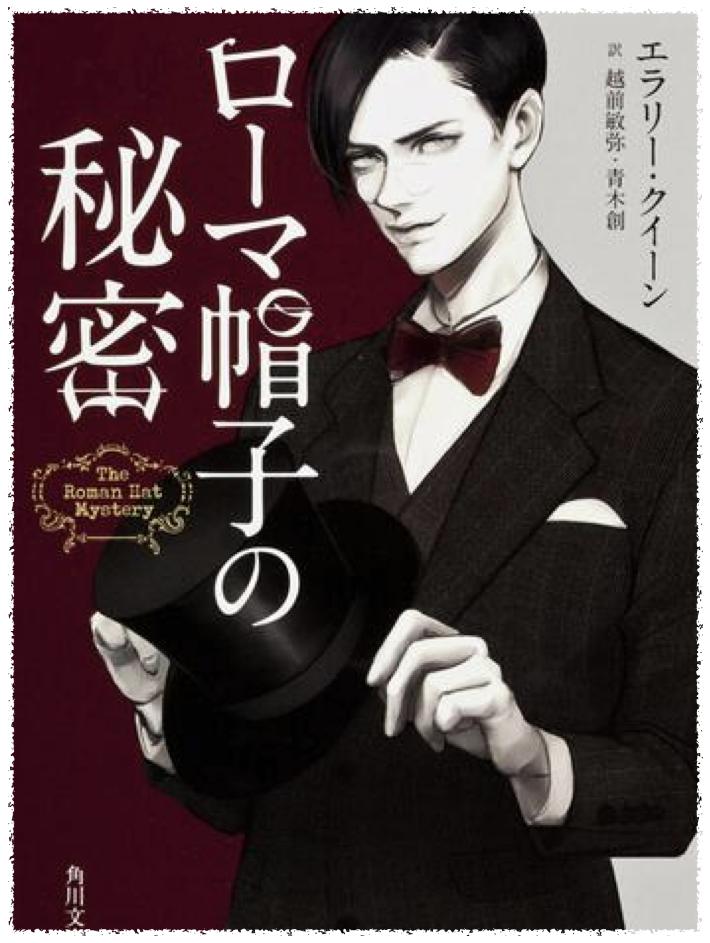 エラリー・クイーン
訳 越前敏弥・青木創
ローマ帽子の
秘密
The
Roman Hat
Mystery
角川文